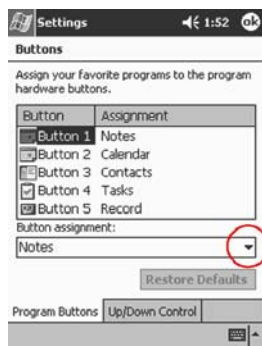 Settings 1:52 ok
Buttons
Assign your favorite programs to the program
hardware buttons.
Button Assignment
Button 1 Notes
Button 2 Calendar
Button 3 Contacts
Button 4 Tasks
Button 5 Record
Button assignment:
Notes
Restore Defaults
Program Buttons Up/Down Control